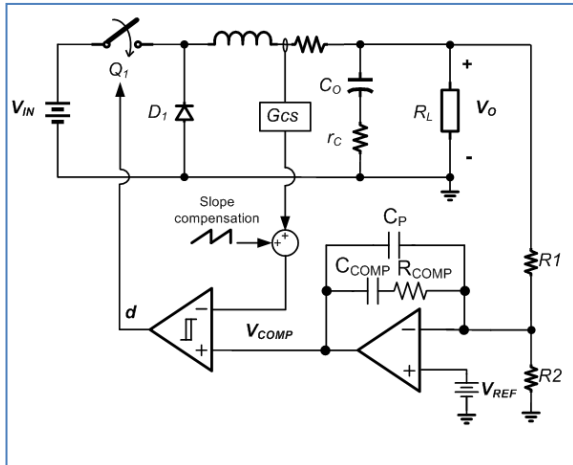 Q1
VIN
D1
Gcs
CO
rC
RL
+
VO
-
Slope
compensation
+
+
CP
CCOMP
RCOMP
R1
d
−
+
VCOMP
−
+
VREF
R2